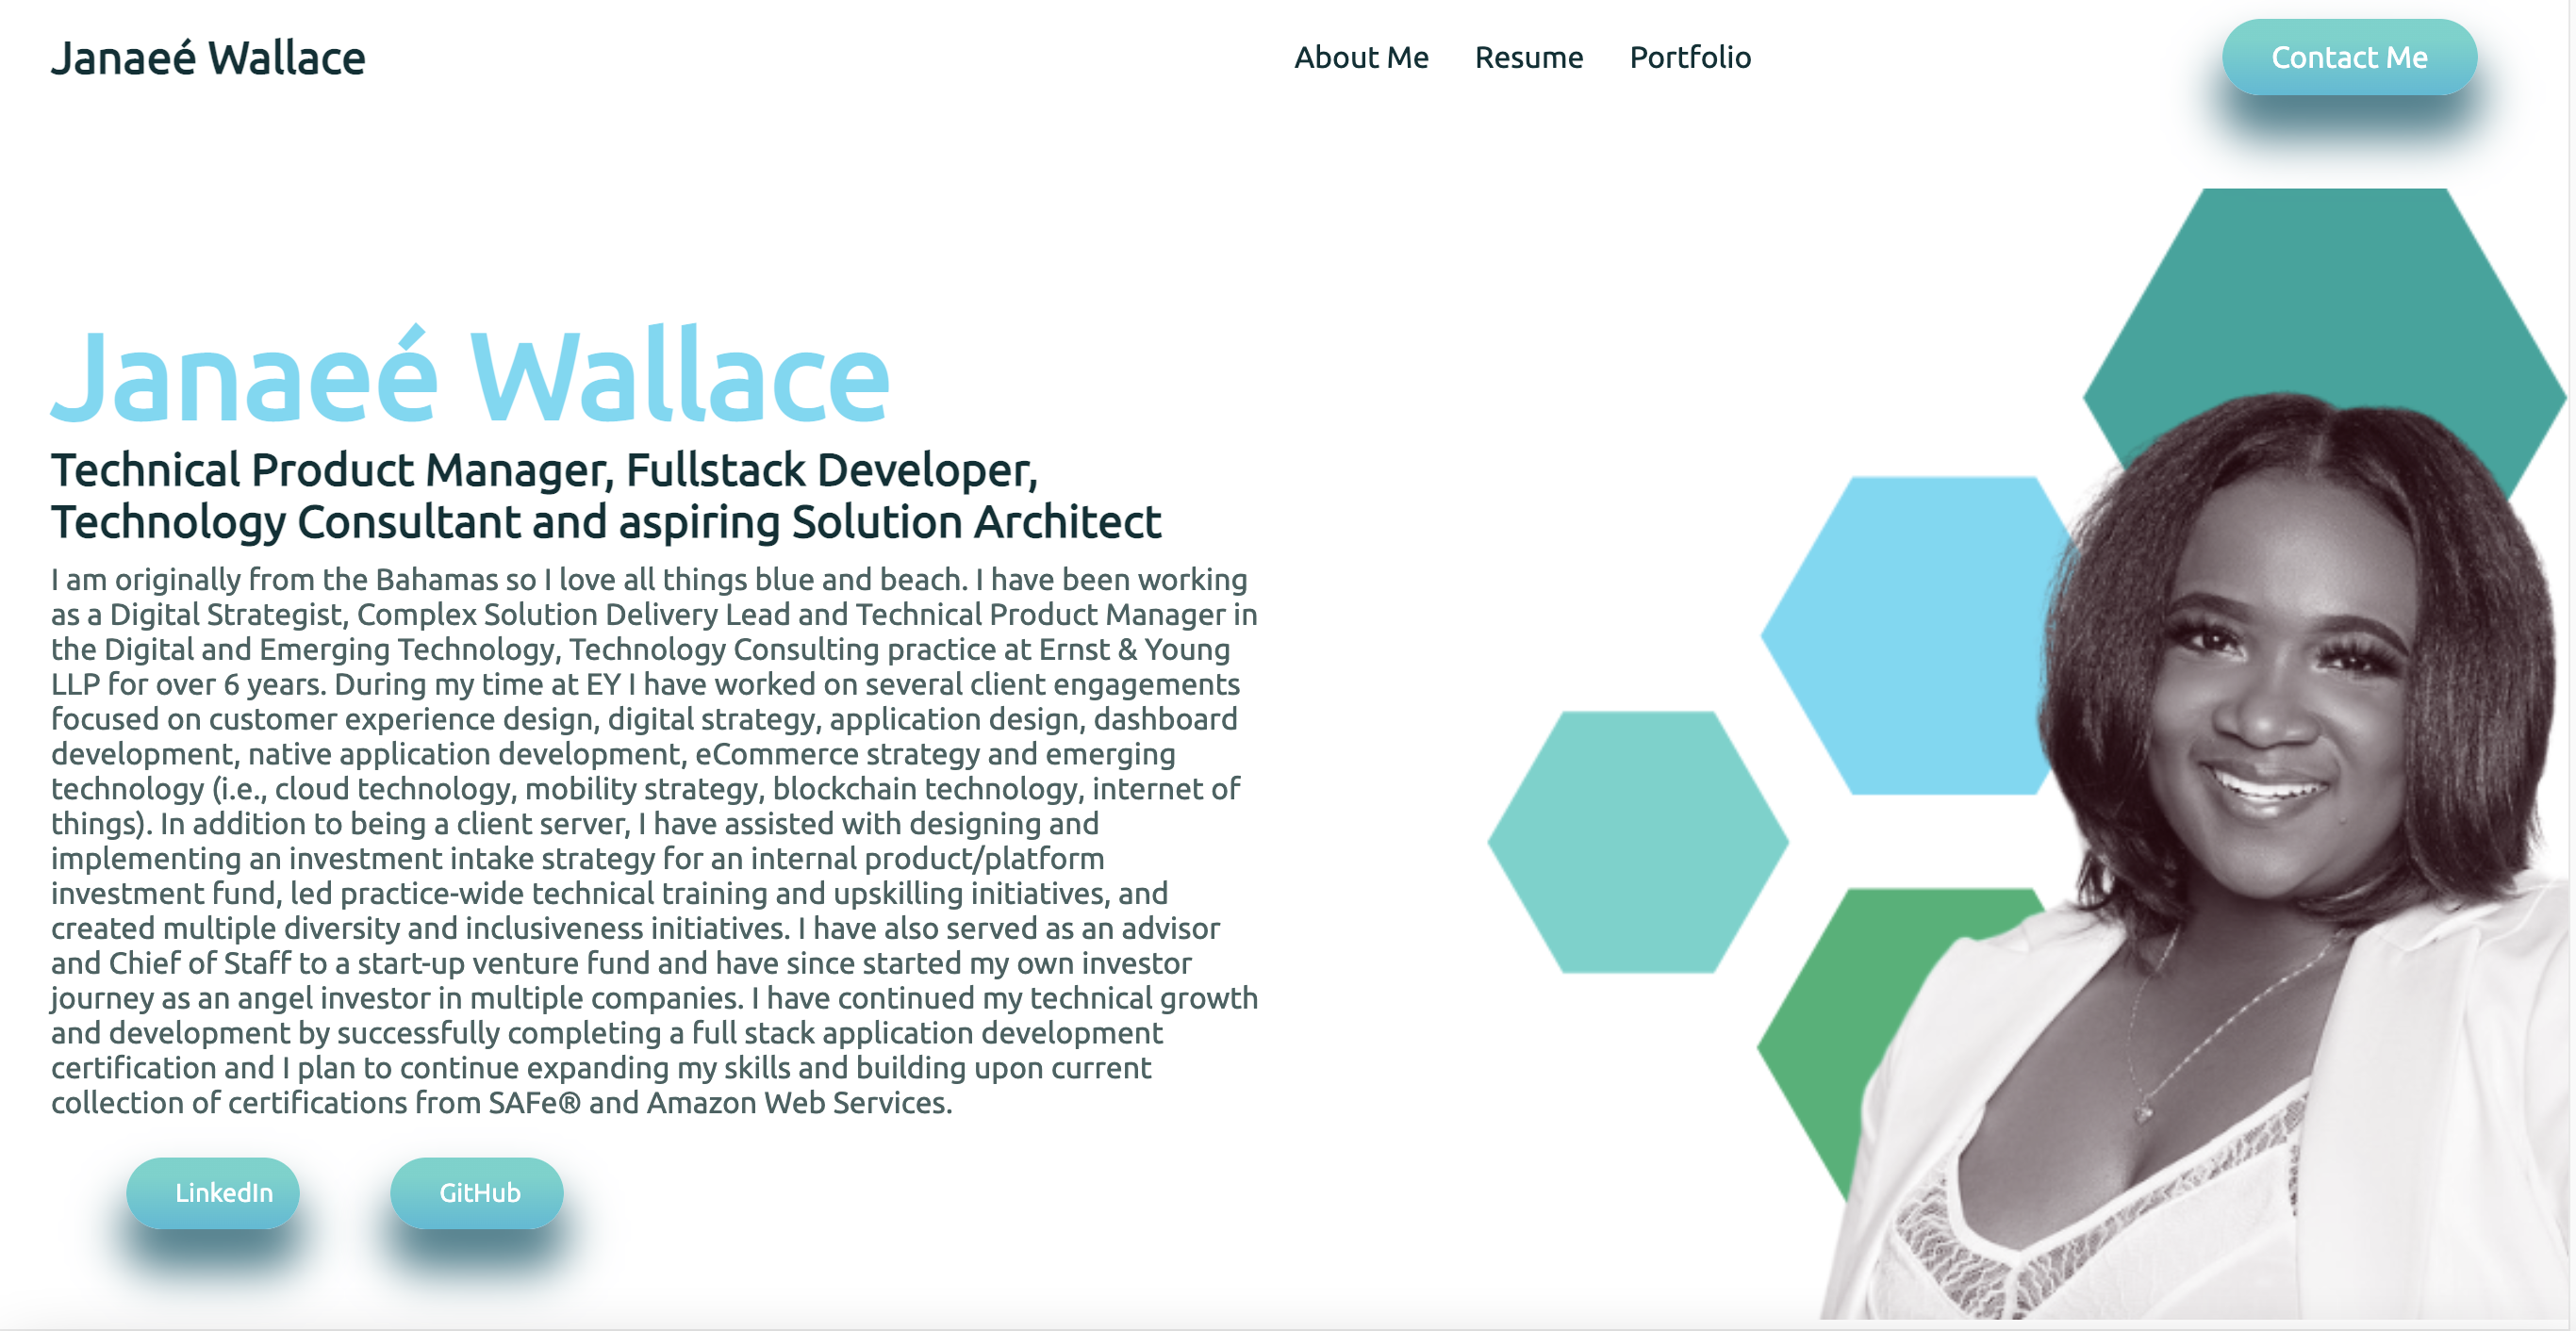 Janaeé Wallace
About Me
Resume
Portfolio
Contact Me
Janaeé Wallace
Technical Product Manager, Fullstack Developer,
Technology Consultant and aspiring Solution Architect
I am originally from the Bahamas so I love all things blue and beach. I have been working
as a Digital Strategist, Complex Solution Delivery Lead and Technical Product Manager in
the Digital and Emerging Technology, Technology Consulting practice at Ernst & Young
LLP for over 6 years. During my time at EY I have worked on several client engagements
focused on customer experience design, digital strategy, application design, dashboard
development, native application development, eCommerce strategy and emerging
technology (i.e., cloud technology, mobility strategy, blockchain technology, internet of
things). In addition to being a client server, I have assisted with designing and
implementing an investment intake strategy for an internal product/platform
investment fund, led practice-wide technical training and upskilling initiatives, and
created multiple diversity and inclusiveness initiatives. I have also served as an advisor
and Chief of Staff to a start-up venture fund and have since started my own investor
journey as an angel investor in multiple companies. I have continued my technical growth
and development by successfully completing a full stack application development
certification and I plan to continue expanding my skills and building upon current
collection of certifications from SAFe® and Amazon Web Services.
LinkedIn
GitHub